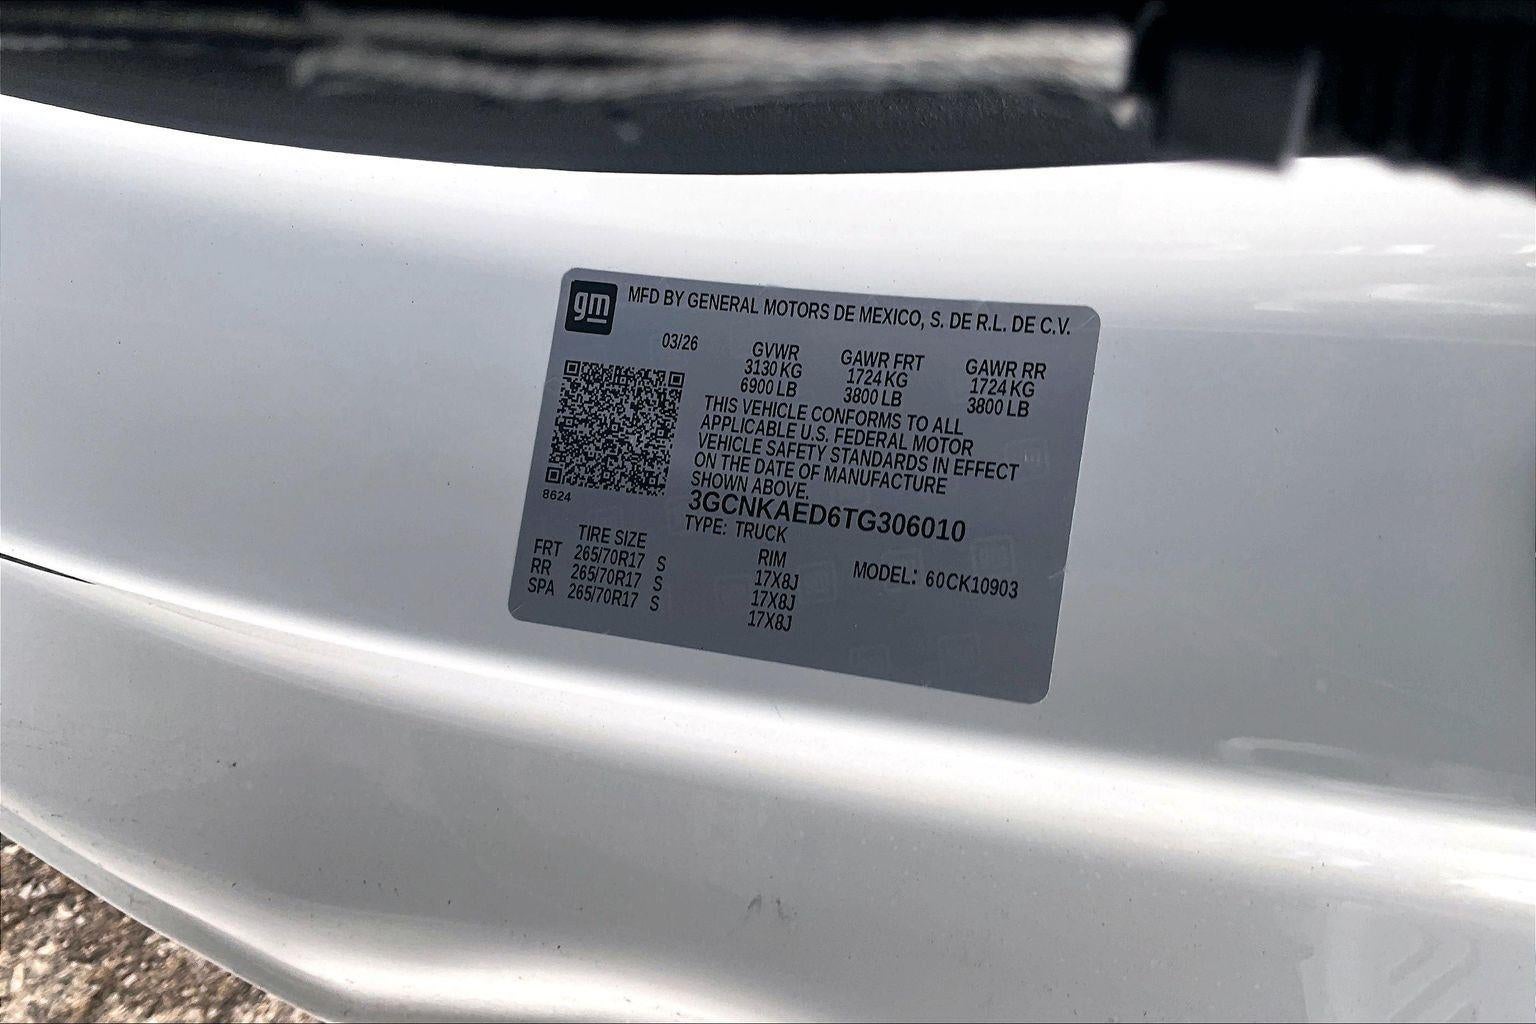 gm MFD BY GENERAL MOTORS DE MEXICO, S. DE R.L. DE C.V.
03/26 GVWR GAWR FRT GAWR RR
3130 KG 1724 KG 1724 KG
6900 LB 3800 LB 3800 LB
THIS VEHICLE CONFORMS TO ALL
APPLICABLE U.S. FEDERAL MOTOR
VEHICLE SAFETY STANDARDS IN EFFECT
ON THE DATE OF MANUFACTURE
SHOWN ABOVE.
8624
3GCNKAED6TG306010
TYPE: TRUCK
TIRE SIZE RIM MODEL: 60CK10903
FRT 265/70R17 S 17X8J
RR 265/70R17 S 17X8J
SPA 265/70R17 S 17X8J